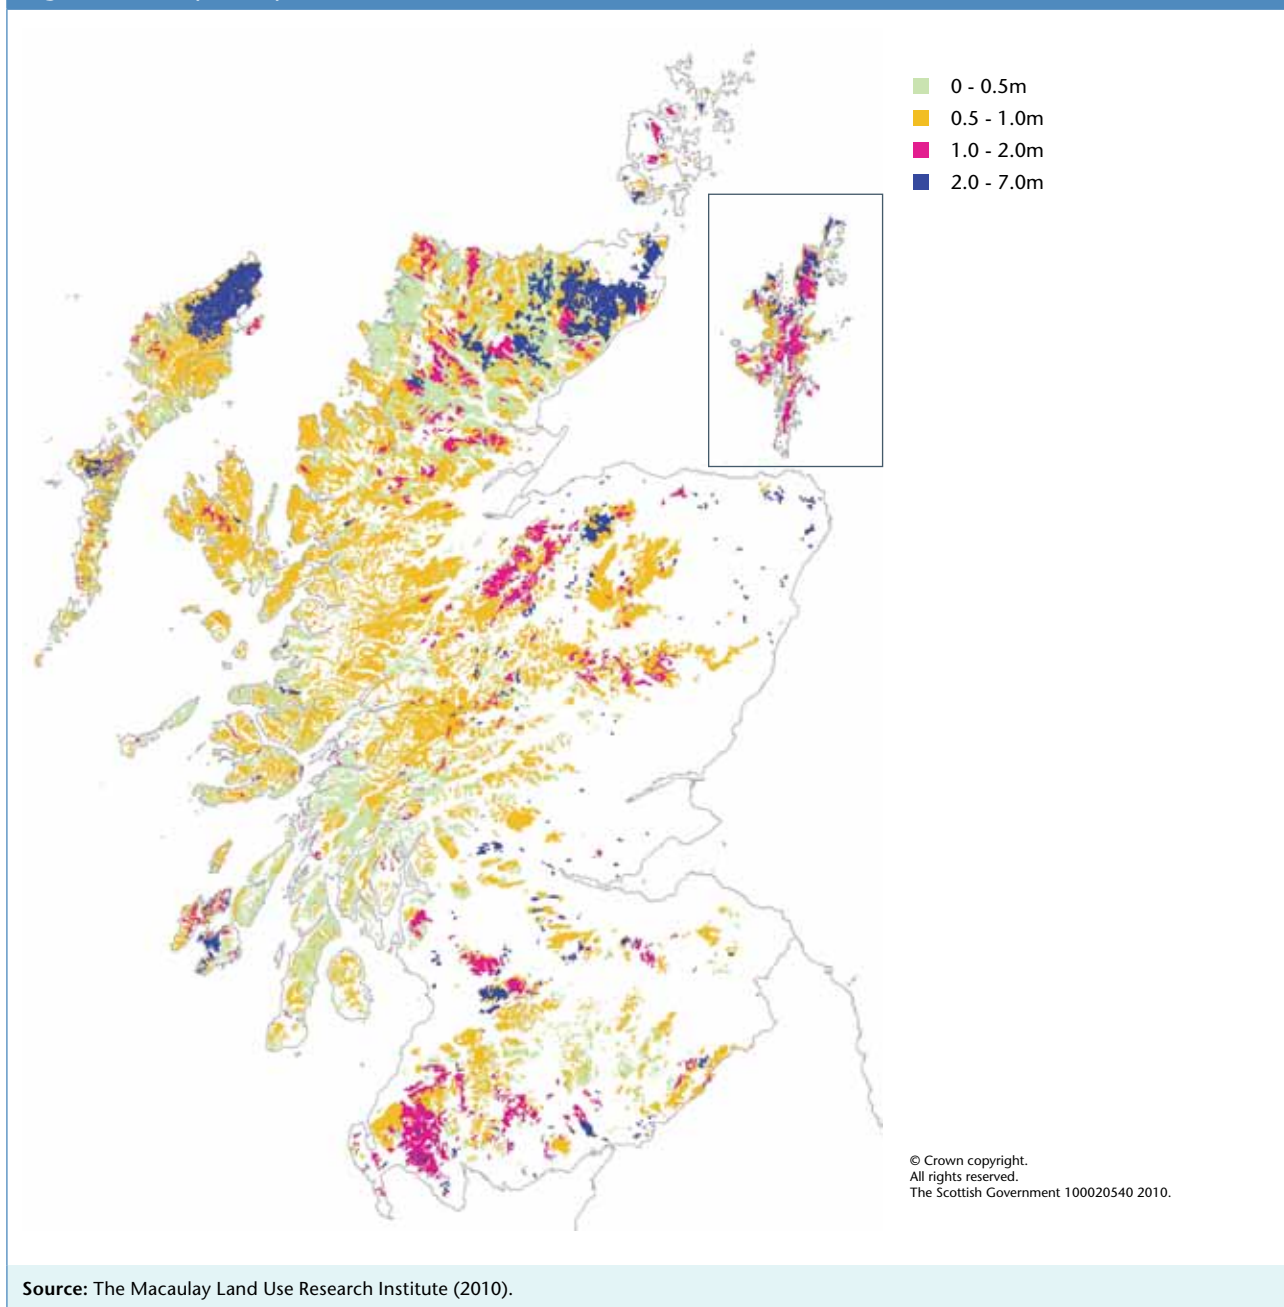 0 - 0.5m
0.5 - 1.0m
1.0 - 2.0m
2.0 - 7.0m
© Crown copyright.
All rights reserved.
The Scottish Government 100020540 2010.
Source: The Macaulay Land Use Research Institute (2010).